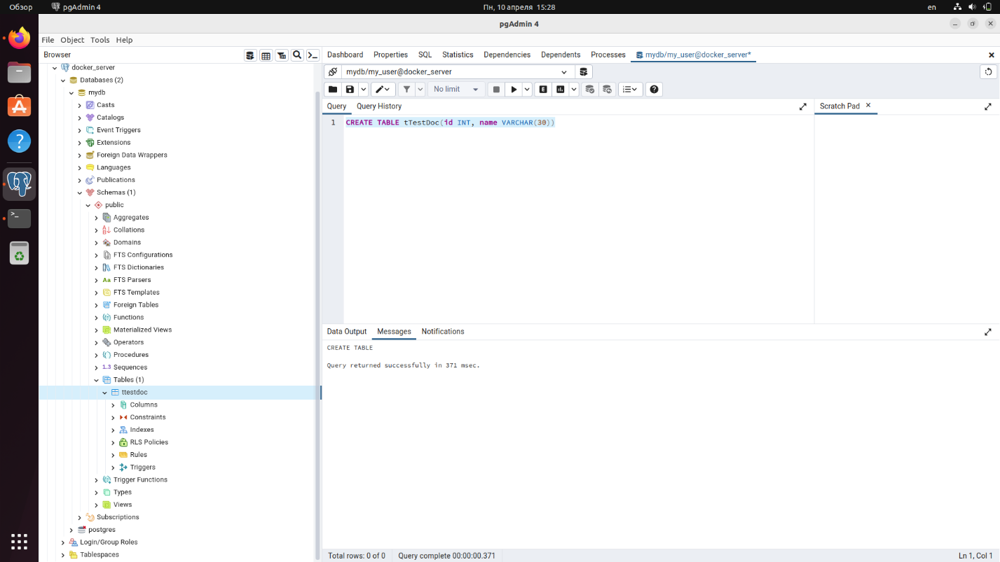 Обзор
pgAdmin 4
Пн, 10 апреля 15:28
en
pgAdmin 4
File Object Tools Help
Browser
>_
docker_server
Databases (2)
mydb
Casts
Catalogs
Event Triggers
Extensions
Foreign Data Wrappers
Languages
Publications
Schemas (1)
public
Aggregates
Collations
Domains
FTS Configurations
FTS Dictionaries
Aa FTS Parsers
FTS Templates
Foreign Tables
Functions
Materialized Views
Operators
Procedures
1.3 Sequences
Tables (1)
ttestdoc
Columns
Constraints
Indexes
RLS Policies
Rules
Triggers
Trigger Functions
Types
Views
Subscriptions
postgres
Login/Group Roles
Tablespaces
Dashboard Properties SQL Statistics Dependencies Dependents Processes mydb/my_user@docker_server*
mydb/my_user@docker_server
No limit
E
Query Query History
Scratch Pad
1 CREATE TABLE tTestDoc(id INT, name VARCHAR(30))
Data Output Messages Notifications
CREATE TABLE
Query returned successfully in 371 msec.
Total rows: 0 of 0 Query complete 00:00:00.371 Ln 1, Col 1